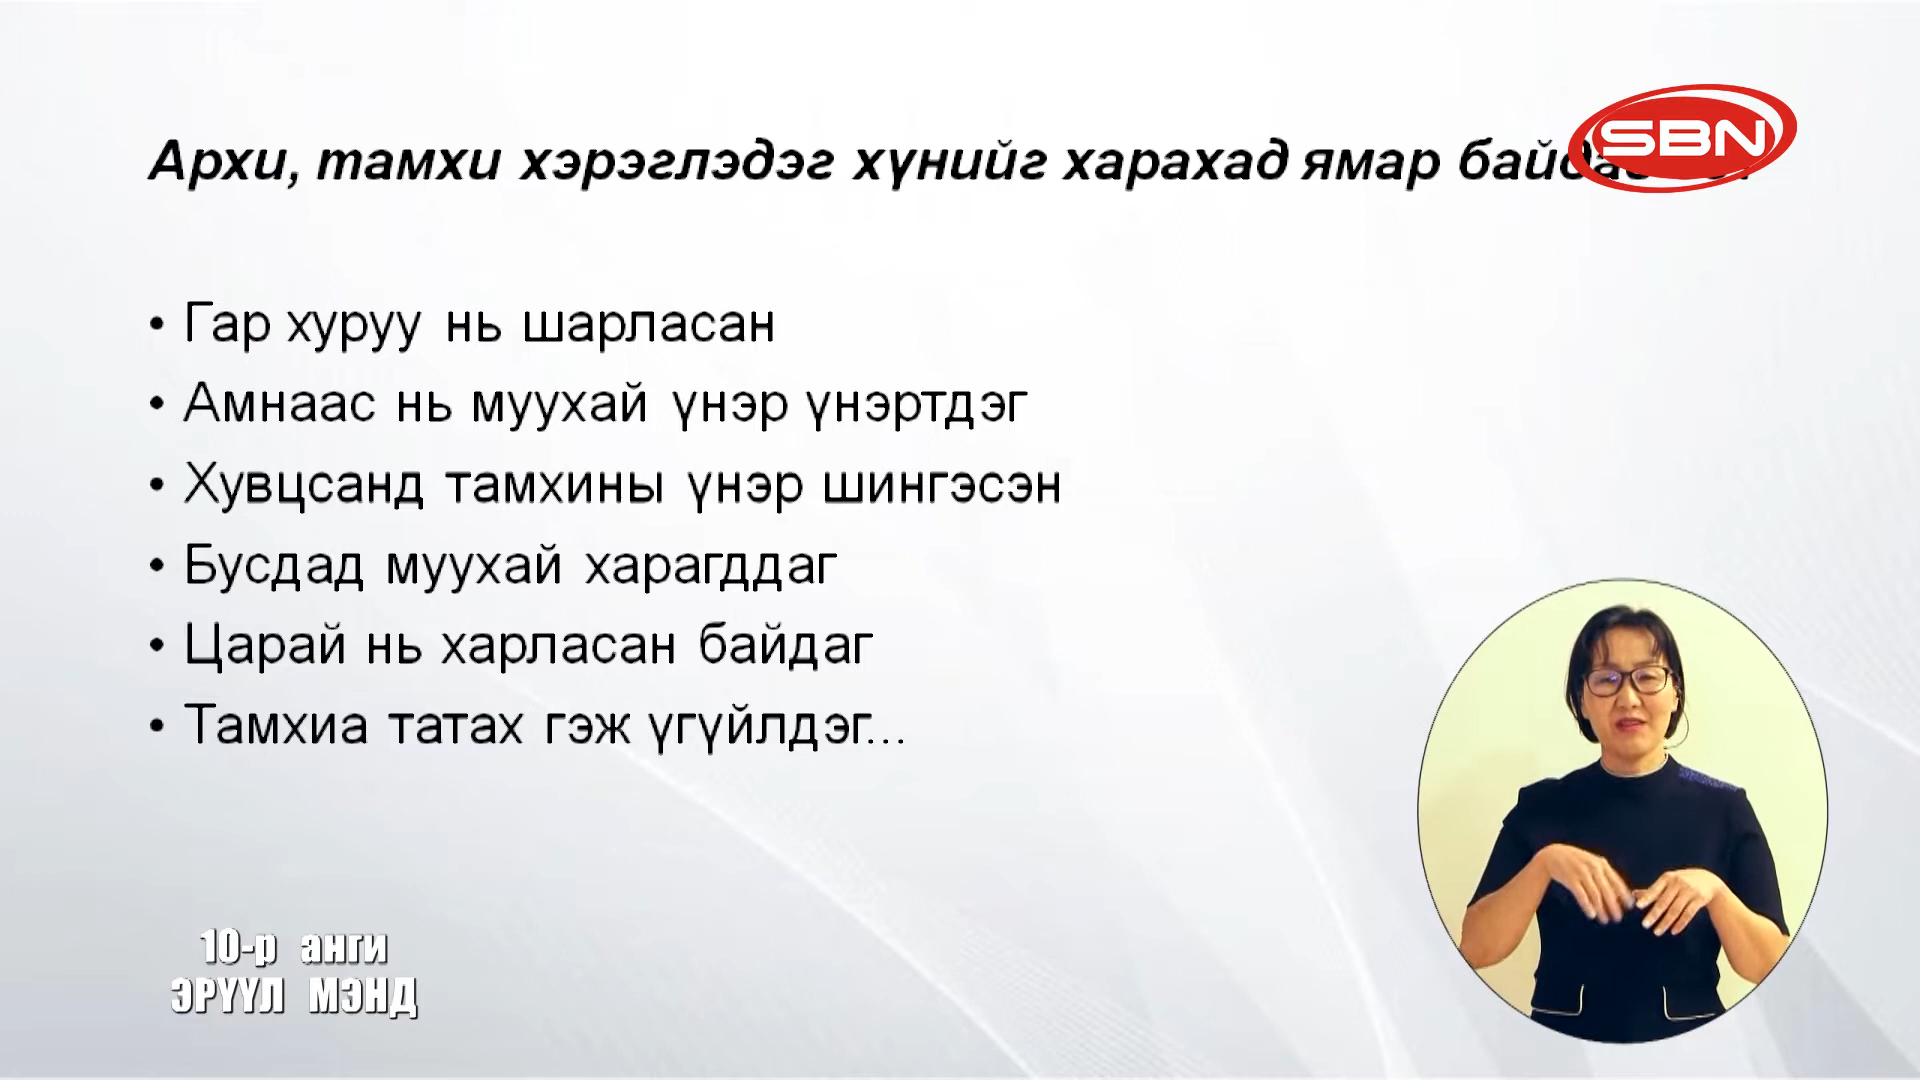 Архи, тамхи хэрэглэдэг хүнийг харахад ямар
SBN
• Гар хуруу нь шарласан
• Амнаас нь муухай үнэр үнэртдэг
• Хувцсанд тамхины үнэр шингэсэн
• Бусдад муухай харагддаг
• Царай нь харласан байдаг
• Тамхиа татах гэж үгүйлдэг...
10-р анги
ЭРҮҮЛ МЭНД